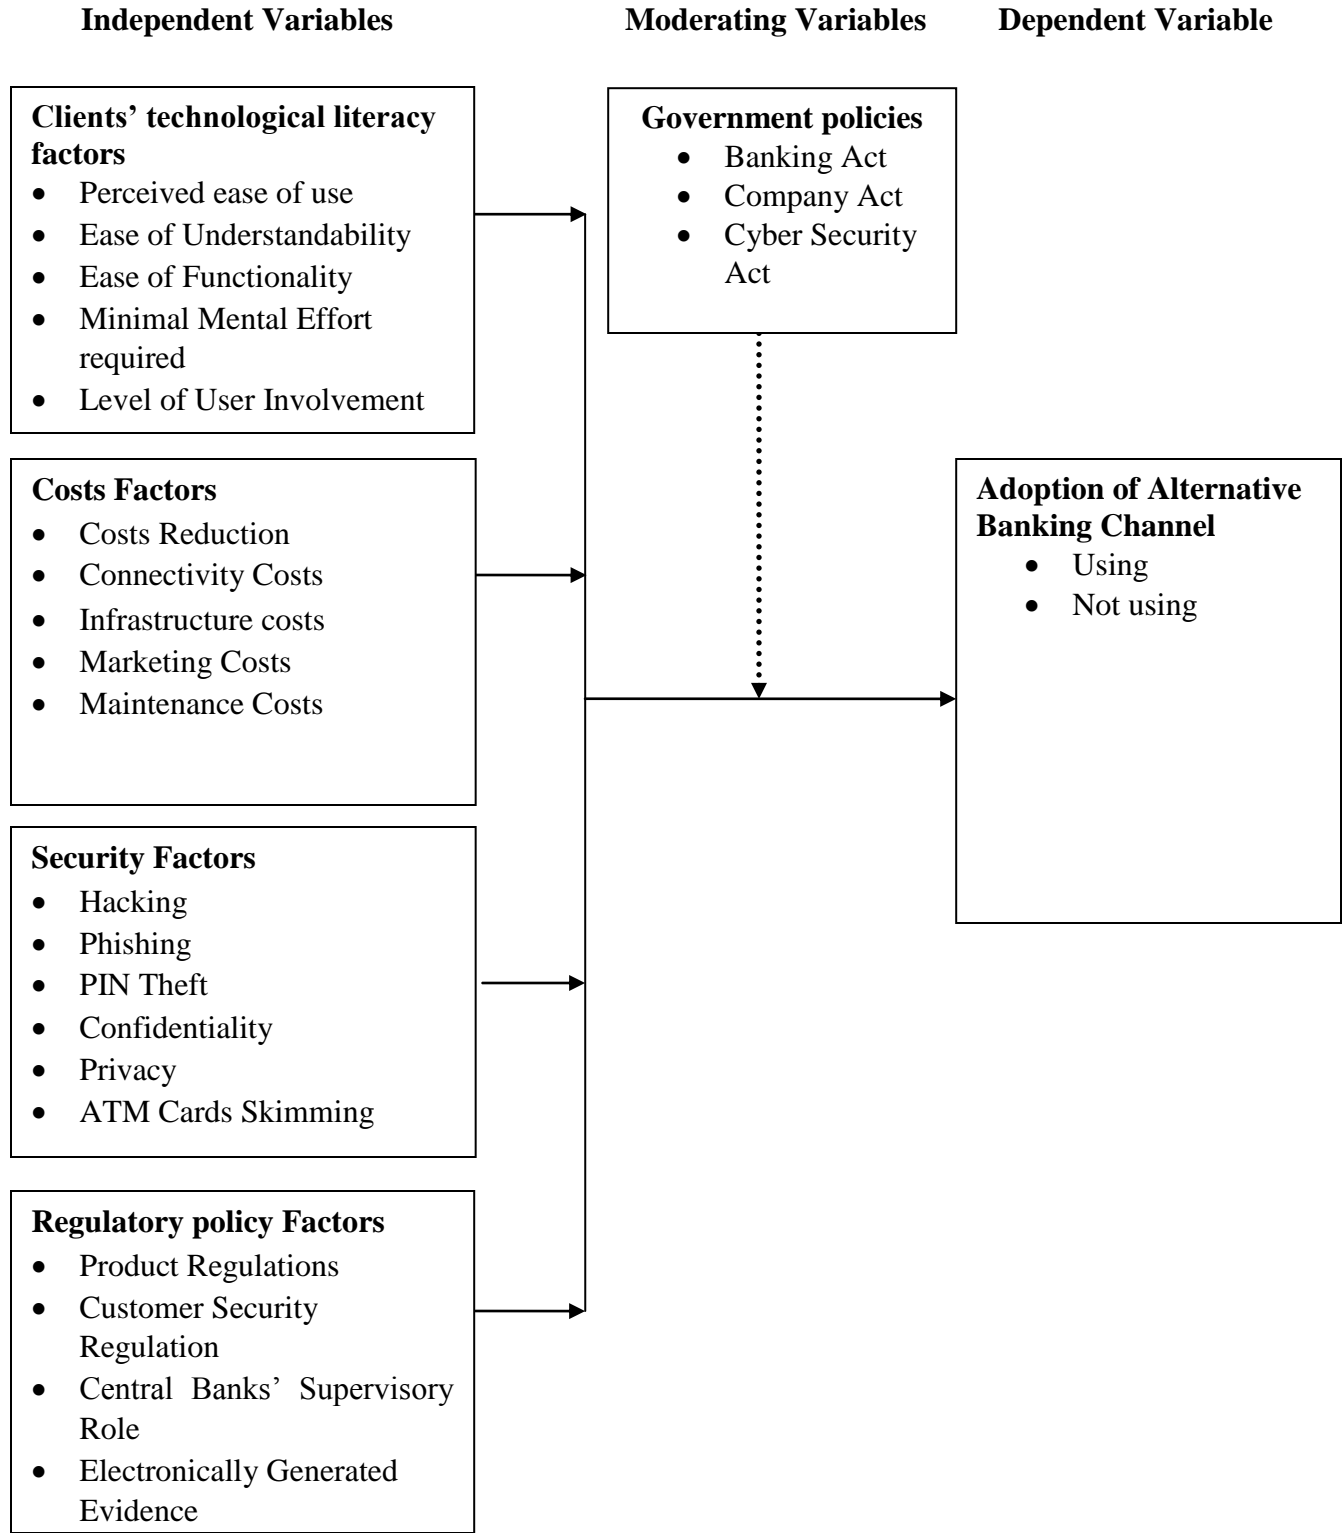 Independent Variables
Moderating Variables
Dependent Variable
Clients’ technological literacy
factors
• Perceived ease of use
• Ease of Understandability
• Ease of Functionality
• Minimal Mental Effort
required
• Level of User Involvement
Government policies
• Banking Act
• Company Act
• Cyber Security
Act
Costs Factors
• Costs Reduction
• Connectivity Costs
• Infrastructure costs
• Marketing Costs
• Maintenance Costs
Adoption of Alternative
Banking Channel
• Using
• Not using
Security Factors
• Hacking
• Phishing
• PIN Theft
• Confidentiality
• Privacy
• ATM Cards Skimming
Regulatory policy Factors
• Product Regulations
• Customer Security
Regulation
• Central Banks’ Supervisory
Role
• Electronically Generated
Evidence